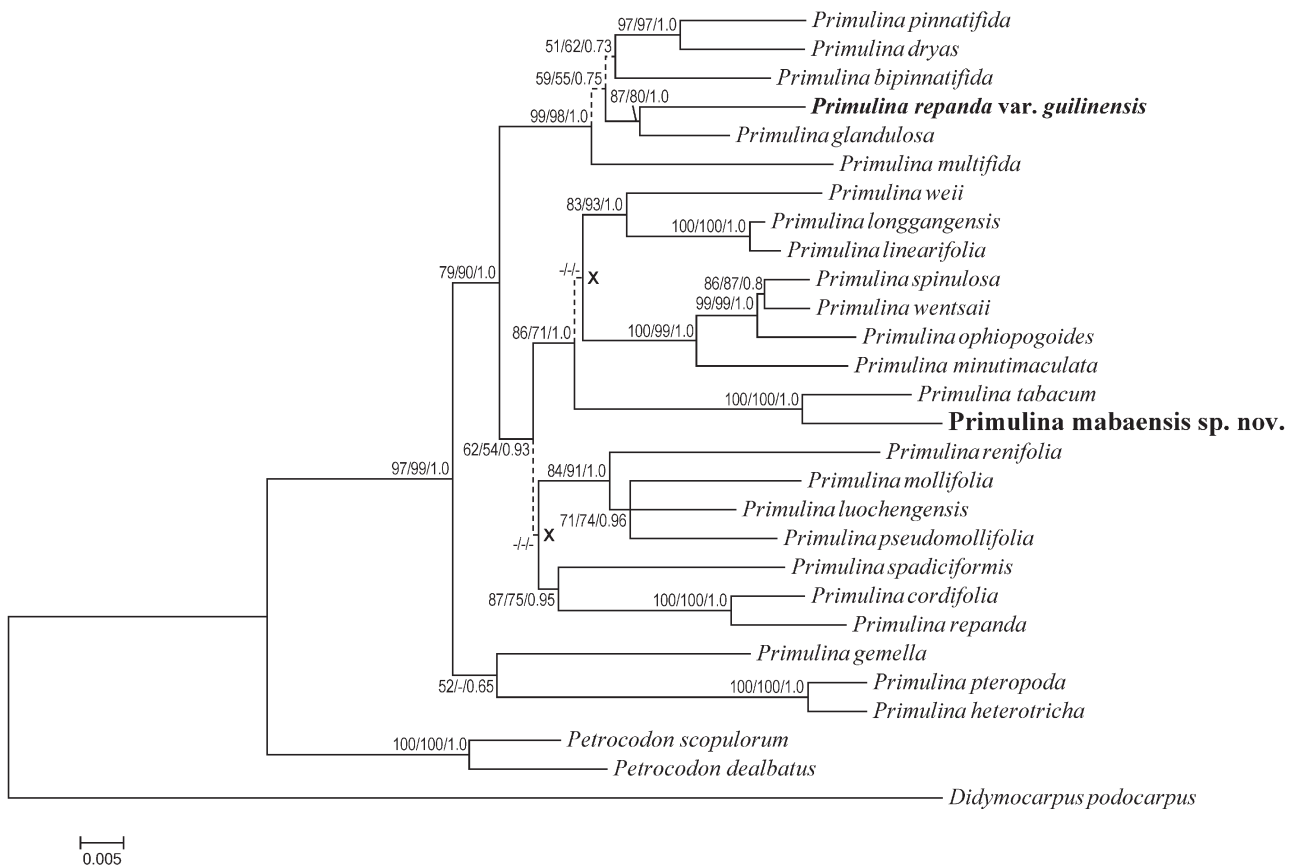 97/97/1.0
Primulina pinnatifida
51/62/0.73
Primulina dryas
59/55/0.75
Primulina bipinnatifida
87/80/1.0
Primulina repanda var. guilinensis
99/98/1.0
Primulina glandulosa
Primulina multifida
83/93/1.0
Primulina weii
100/100/1.0
Primulina longgangensis
Primulina linearifolia
79/90/1.0
-/-/-
X
86/87/0.8
Primulina spinulosa
99/99/1.0
Primulina wentsaii
86/71/1.0
100/99/1.0
Primulina ophiopogoides
Primulina minutimaculata
100/100/1.0
Primulina tabacum
Primulina mabaensis sp. nov.
62/54/0.93
Primulina renifolia
97/99/1.0
84/91/1.0
Primulina mollifolia
Primulina luochengensis
71/74/0.96
Primulina pseudomollifolia
-/-/-
X
Primulina spadiciformis
87/75/0.95
100/100/1.0
Primulina cordifolia
Primulina repanda
Primulina gemella
52/-/0.65
100/100/1.0
Primulina pteropoda
Primulina heterotricha
100/100/1.0
Petrocodon scopulorum
Petrocodon dealbatus
Didymocarpus podocarpus
0.005